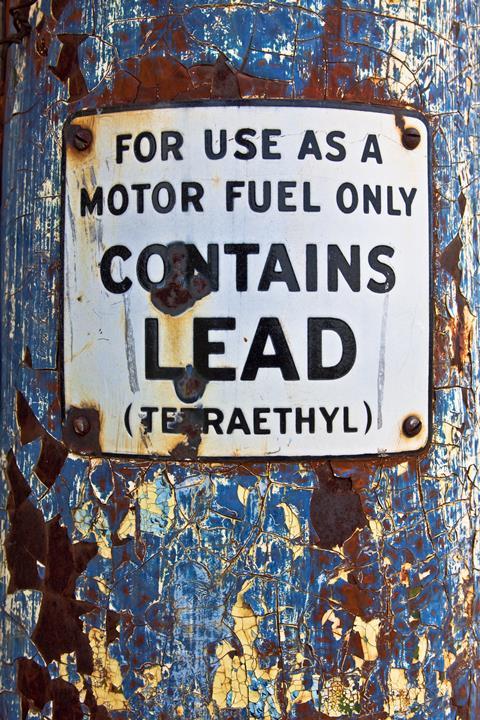 FOR USE AS A
MOTOR FUEL ONLY
CONTAINS
LEAD
(TETRAETHYL)